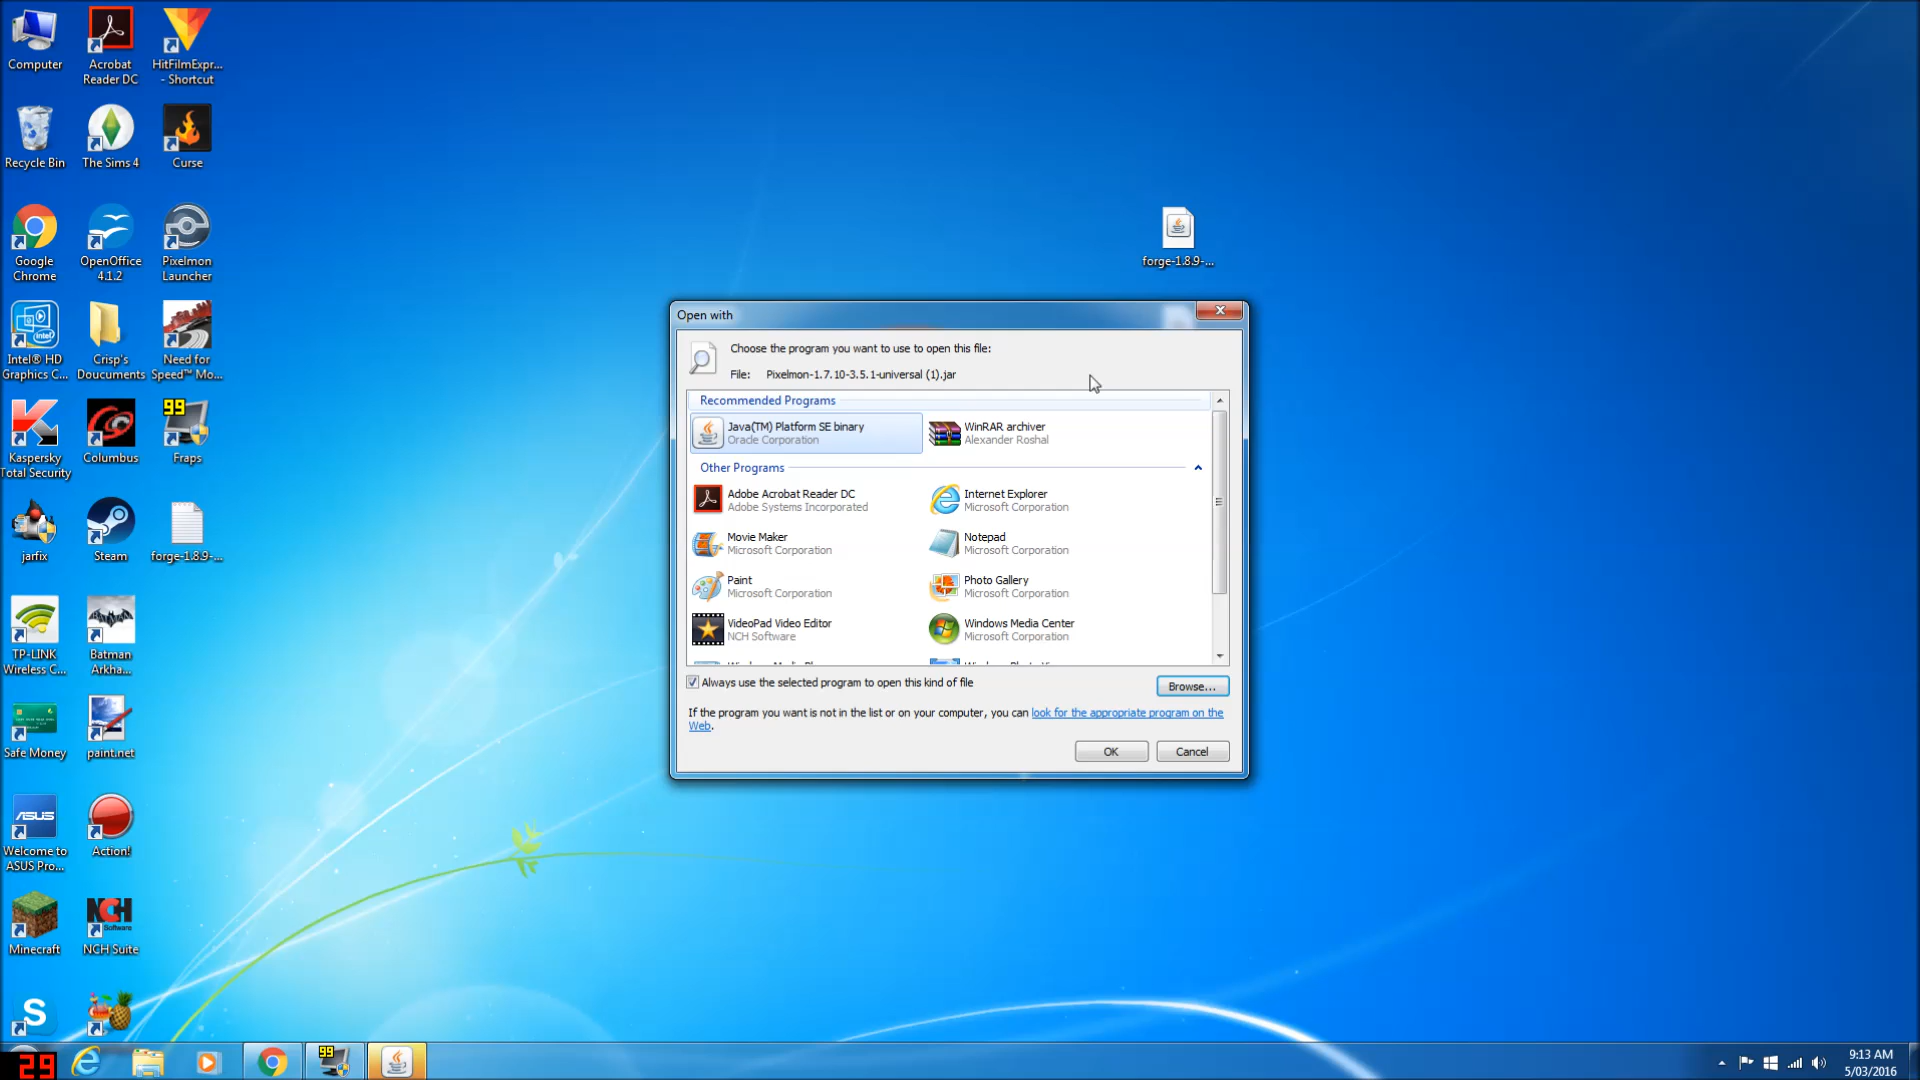 Computer
Acrobat
Reader DC
HitFilmExpr...
- Shortcut
Recycle Bin
The Sims 4
Curse
Google
Chrome
OpenOffice
4.1.2
Pixelmon
Launcher
Intel® HD
Graphics C...
Crisp's
Doucuments
Need for
Speed™ Mo...
99
Kaspersky
Total Security
Columbus
Fraps
jarfix
Steam
forge-1.8.9-...
TP-LINK
Wireless C...
Batman
Arkha...
Safe Money
paint.net
ASUS
Welcome to
ASUS Pro...
Action!
Minecraft
NCH
Software
NCH Suite
S
forge-1.8.9-...
Open with
Choose the program you want to use to open this file:
File: Pixelmon-1.7.10-3.5.1-universal (1).jar
Recommended Programs
Java(TM) Platform SE binary
Oracle Corporation
WinRAR archiver
Alexander Roshal
Other Programs
Adobe Acrobat Reader DC
Adobe Systems Incorporated
Internet Explorer
Microsoft Corporation
Movie Maker
Microsoft Corporation
Notepad
Microsoft Corporation
Paint
Microsoft Corporation
Photo Gallery
Microsoft Corporation
VideoPad Video Editor
NCH Software
Windows Media Center
Microsoft Corporation
Always use the selected program to open this kind of file
Browse...
If the program you want is not in the list or on your computer, you can look for the appropriate program on the
Web.
OK
Cancel
29
99
9:13 AM
5/03/2016